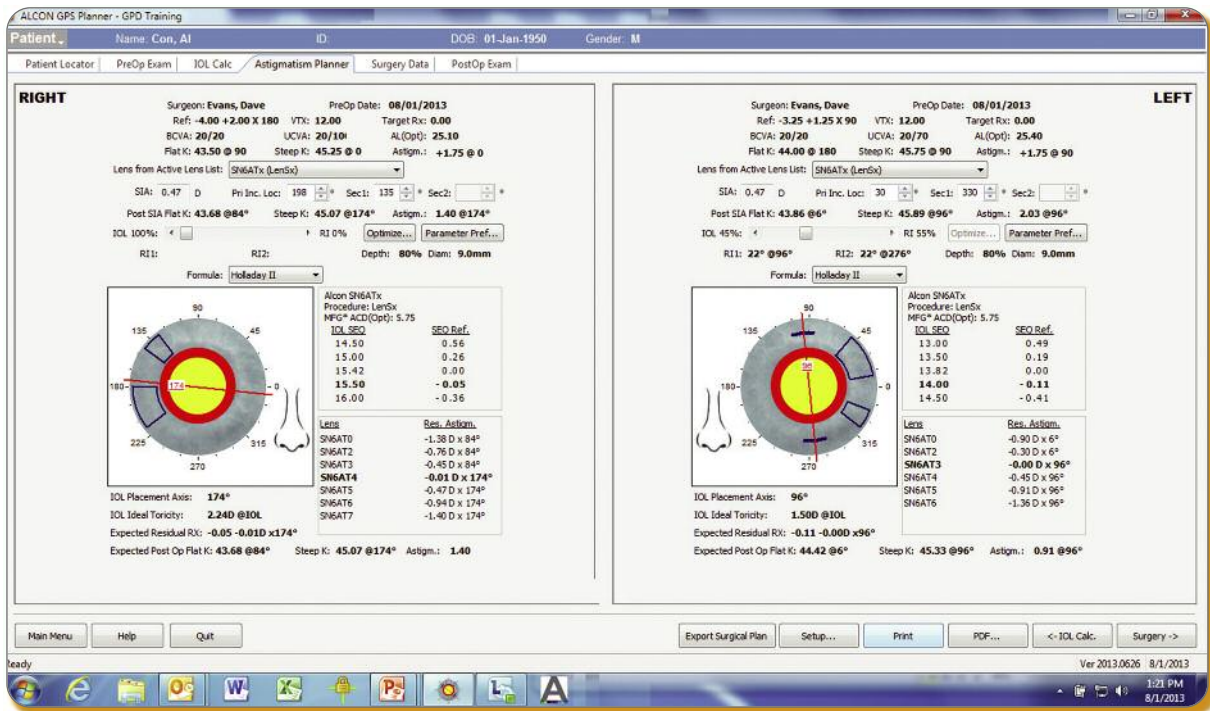 ALCON GPS Planner - GPD Training
Patient Name: Con, Al ID: DOB: 01-Jan-1950 Gender: M
Patient Locator PreOp Exam IOL Calc Astigmatism Planner Surgery Data PostOp Exam
RIGHT
Surgeon: Evans, Dave PreOp Date: 08/01/2013
Ref: -4.00 +2.00 X 180 VTX: 12.00 Target Rx: 0.00
BCVA: 20/20 UCVA: 20/10( AL(Opt): 25.10
Flat K: 43.50 @ 90 Steep K: 45.25 @ 0 Astigm.: +1.75 @ 0
Lens from Active Lens List: SN6ATx (LenSx)
SIA: 0.47 D Pri Inc. Loc: 198 ° Sec1: 135 ° Sec2: °
Post SIA Flat K: 43.68 @84° Steep K: 45.07 @174° Astigm.: 1.40 @174°
IOL 100%: RI 0% Optimize... Parameter Pref...
RI1: RI2: Depth: 80% Diam: 9.0mm
Formula: Holladay II
90
135 45
180 174 0
225 315
270
Alcon SN6ATx
Procedure: LenSx
MFG* ACD(Opt): 5.75
IOL SEQ SEQ Ref.
14.50 0.56
15.00 0.26
15.42 0.00
15.50 - 0.05
16.00 - 0.36
Lens Res. Astigm.
SN6AT0 -1.38 D x 84°
SN6AT2 -0.76 D x 84°
SN6AT3 -0.45 D x 84°
SN6AT4 -0.01 D x 174°
SN6AT5 -0.47 D x 174°
SN6AT6 -0.94 D x 174°
SN6AT7 -1.40 D x 174°
IOL Placement Axis: 174°
IOL Ideal Toricity: 2.24D @IOL
Expected Residual RX: -0.05 -0.01D x174°
Expected Post Op Flat K: 43.68 @84° Steep K: 45.07 @174° Astigm.: 1.40
LEFT
Surgeon: Evans, Dave PreOp Date: 08/01/2013
Ref: -3.25 +1.25 X 90 VTX: 12.00 Target Rx: 0.00
BCVA: 20/20 UCVA: 20/70 AL(Opt): 25.40
Flat K: 44.00 @ 180 Steep K: 45.75 @ 90 Astigm.: +1.75 @ 90
Lens from Active Lens List: SN6ATx (LenSx)
SIA: 0.47 D Pri Inc. Loc: 30 ° Sec1: 330 ° Sec2: °
Post SIA Flat K: 43.86 @6° Steep K: 45.89 @96° Astigm.: 2.03 @96°
IOL 45%: RI 55% Optimize... Parameter Pref...
RI1: 22° @96° RI2: 22° @276° Depth: 80% Diam: 9.0mm
Formula: Holladay II
90
135 45
180 96 0
225 315
270
Alcon SN6ATx
Procedure: LenSx
MFG* ACD(Opt): 5.75
IOL SEQ SEQ Ref.
13.00 0.49
13.50 0.19
13.82 0.00
14.00 - 0.11
14.50 - 0.41
Lens Res. Astigm.
SN6AT0 -0.90 D x 6°
SN6AT2 -0.30 D x 6°
SN6AT3 -0.00 D x 96°
SN6AT4 -0.45 D x 96°
SN6AT5 -0.91 D x 96°
SN6AT6 -1.36 D x 96°
IOL Placement Axis: 96°
IOL Ideal Toricity: 1.50D @IOL
Expected Residual RX: -0.11 -0.00D x96°
Expected Post Op Flat K: 44.42 @6° Steep K: 45.33 @96° Astigm.: 0.91 @96°
Main Menu Help Quit Export Surgical Plan Setup... Print PDF... <- IOL Calc. Surgery ->
Ready Ver 2013.0626 8/1/2013
1:21 PM
8/1/2013